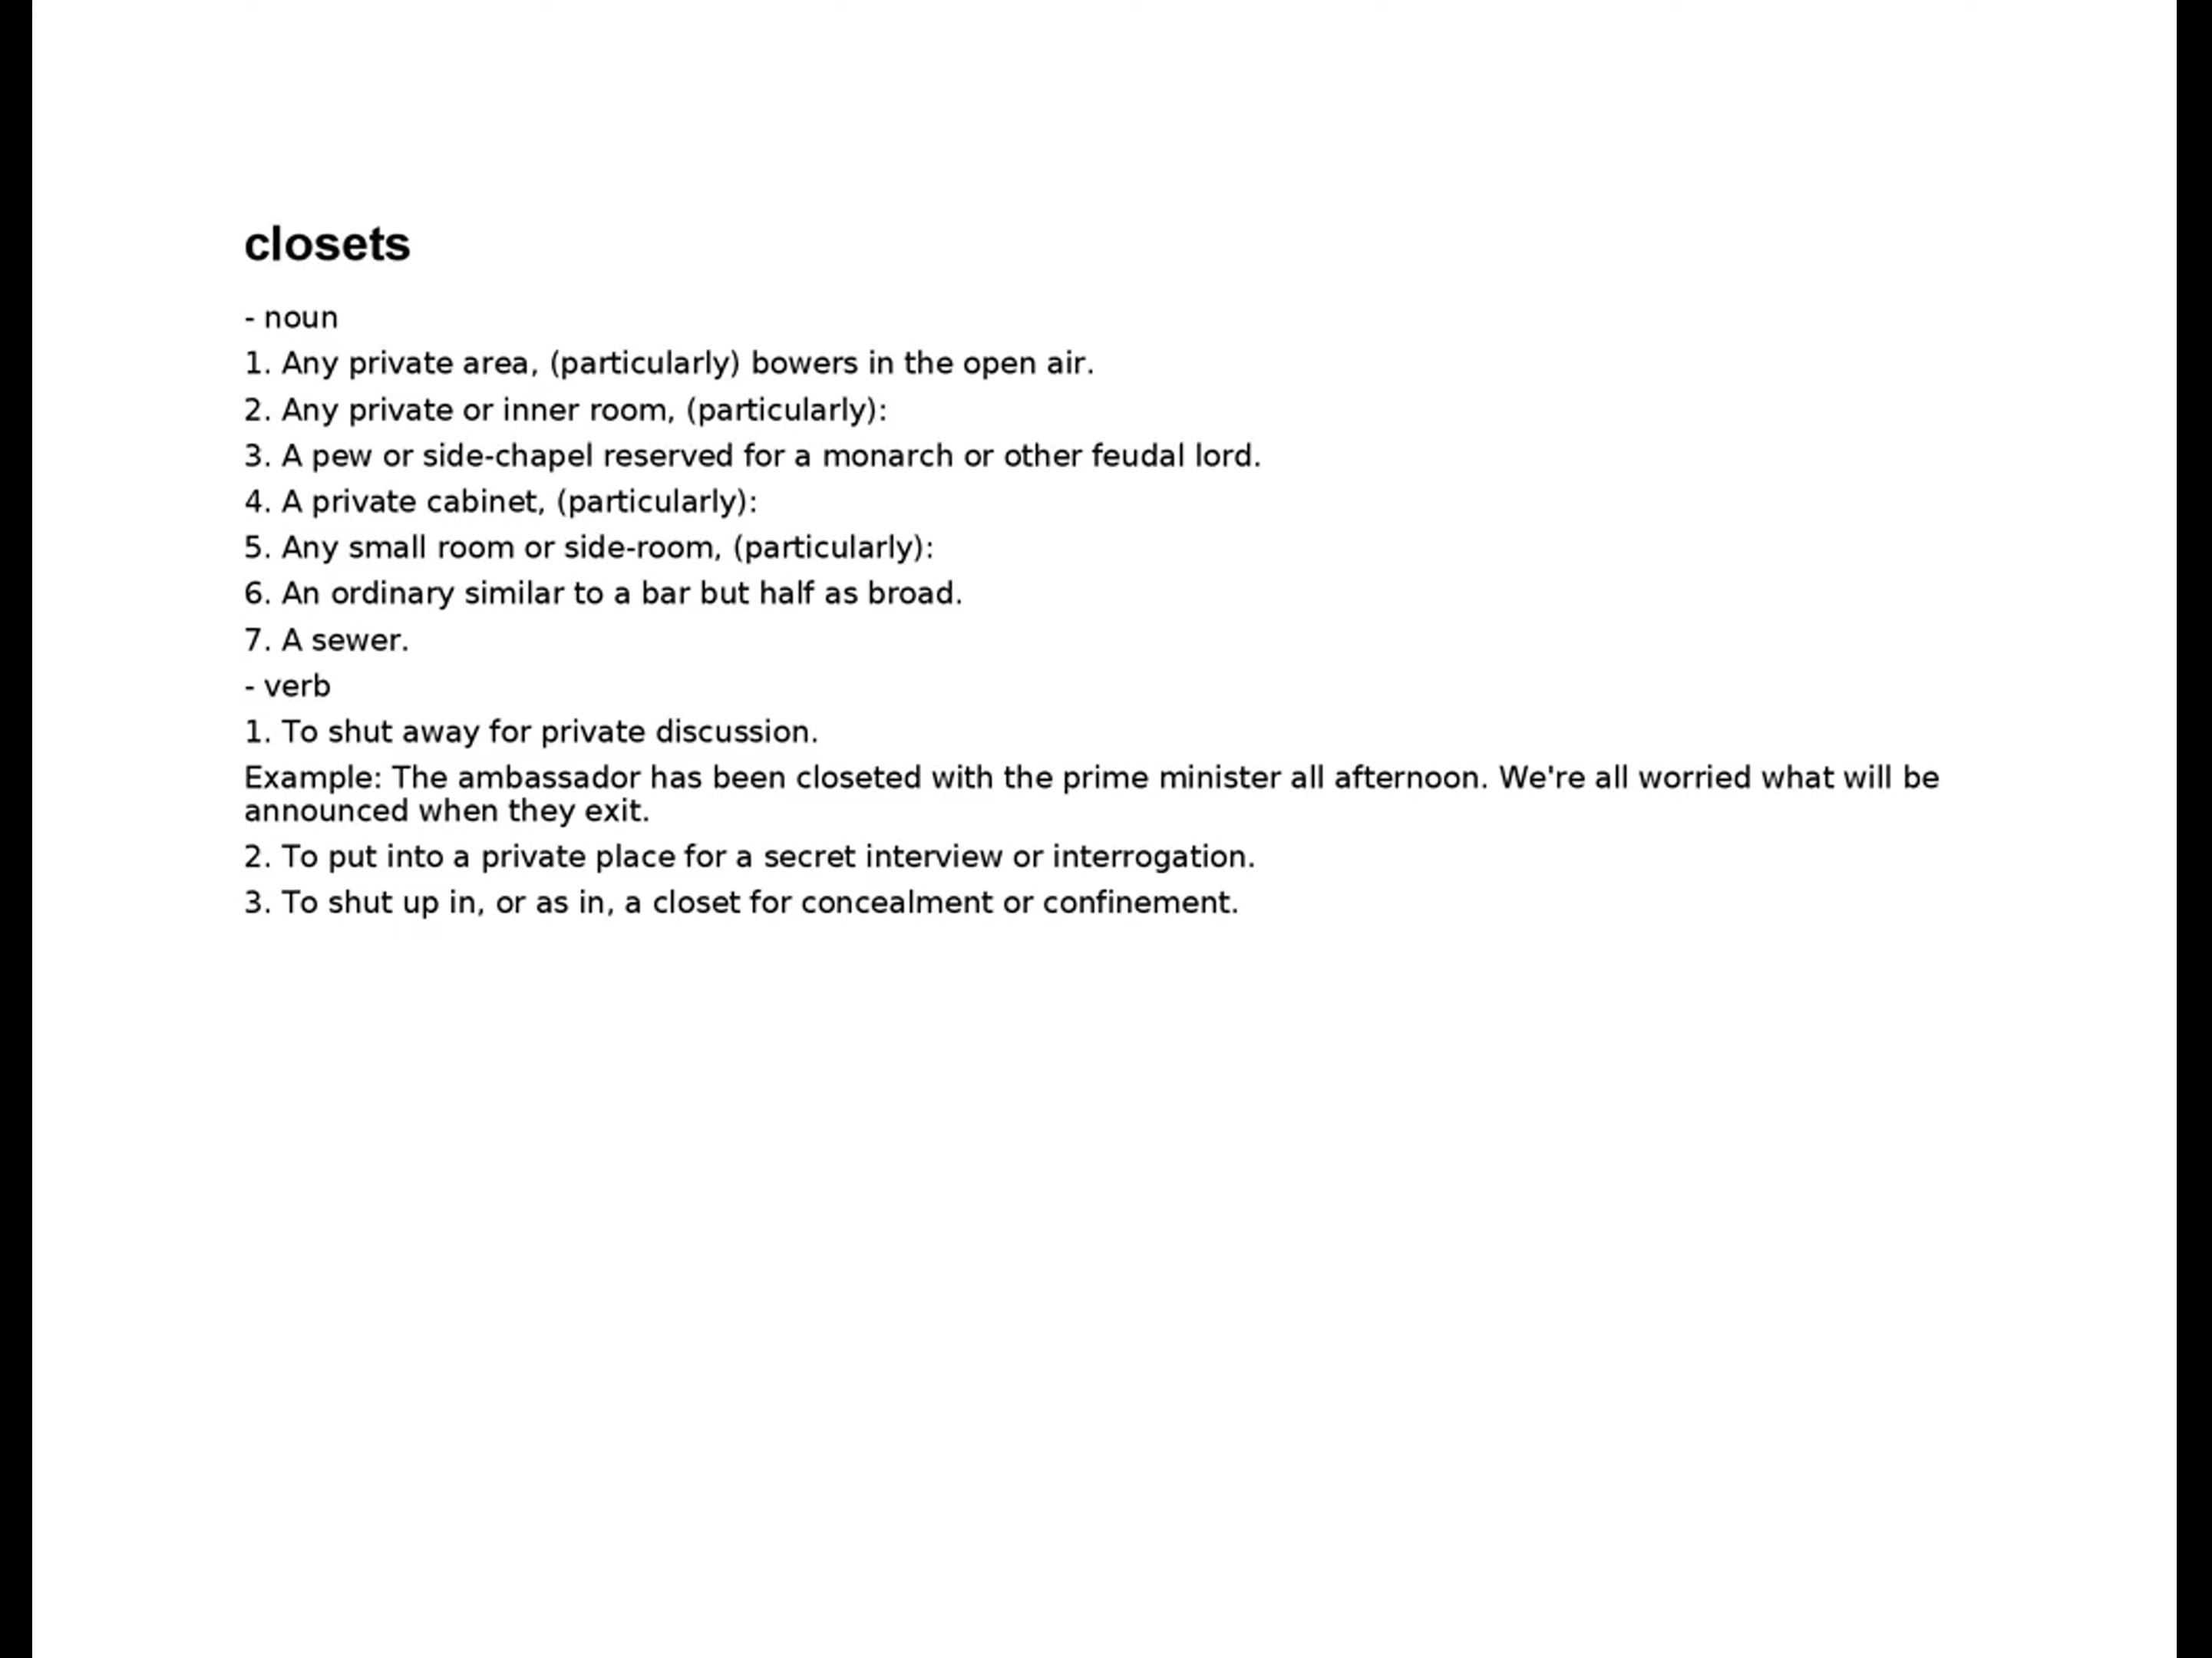 closets
- noun
1. Any private area, (particularly) bowers in the open air.
2. Any private or inner room, (particularly):
3. A pew or side-chapel reserved for a monarch or other feudal lord.
4. A private cabinet, (particularly):
5. Any small room or side-room, (particularly):
6. An ordinary similar to a bar but half as broad.
7. A sewer.
- verb
1. To shut away for private discussion.
Example: The ambassador has been closeted with the prime minister all afternoon. We're all worried what will be
announced when they exit.
2. To put into a private place for a secret interview or interrogation.
3. To shut up in, or as in, a closet for concealment or confinement.